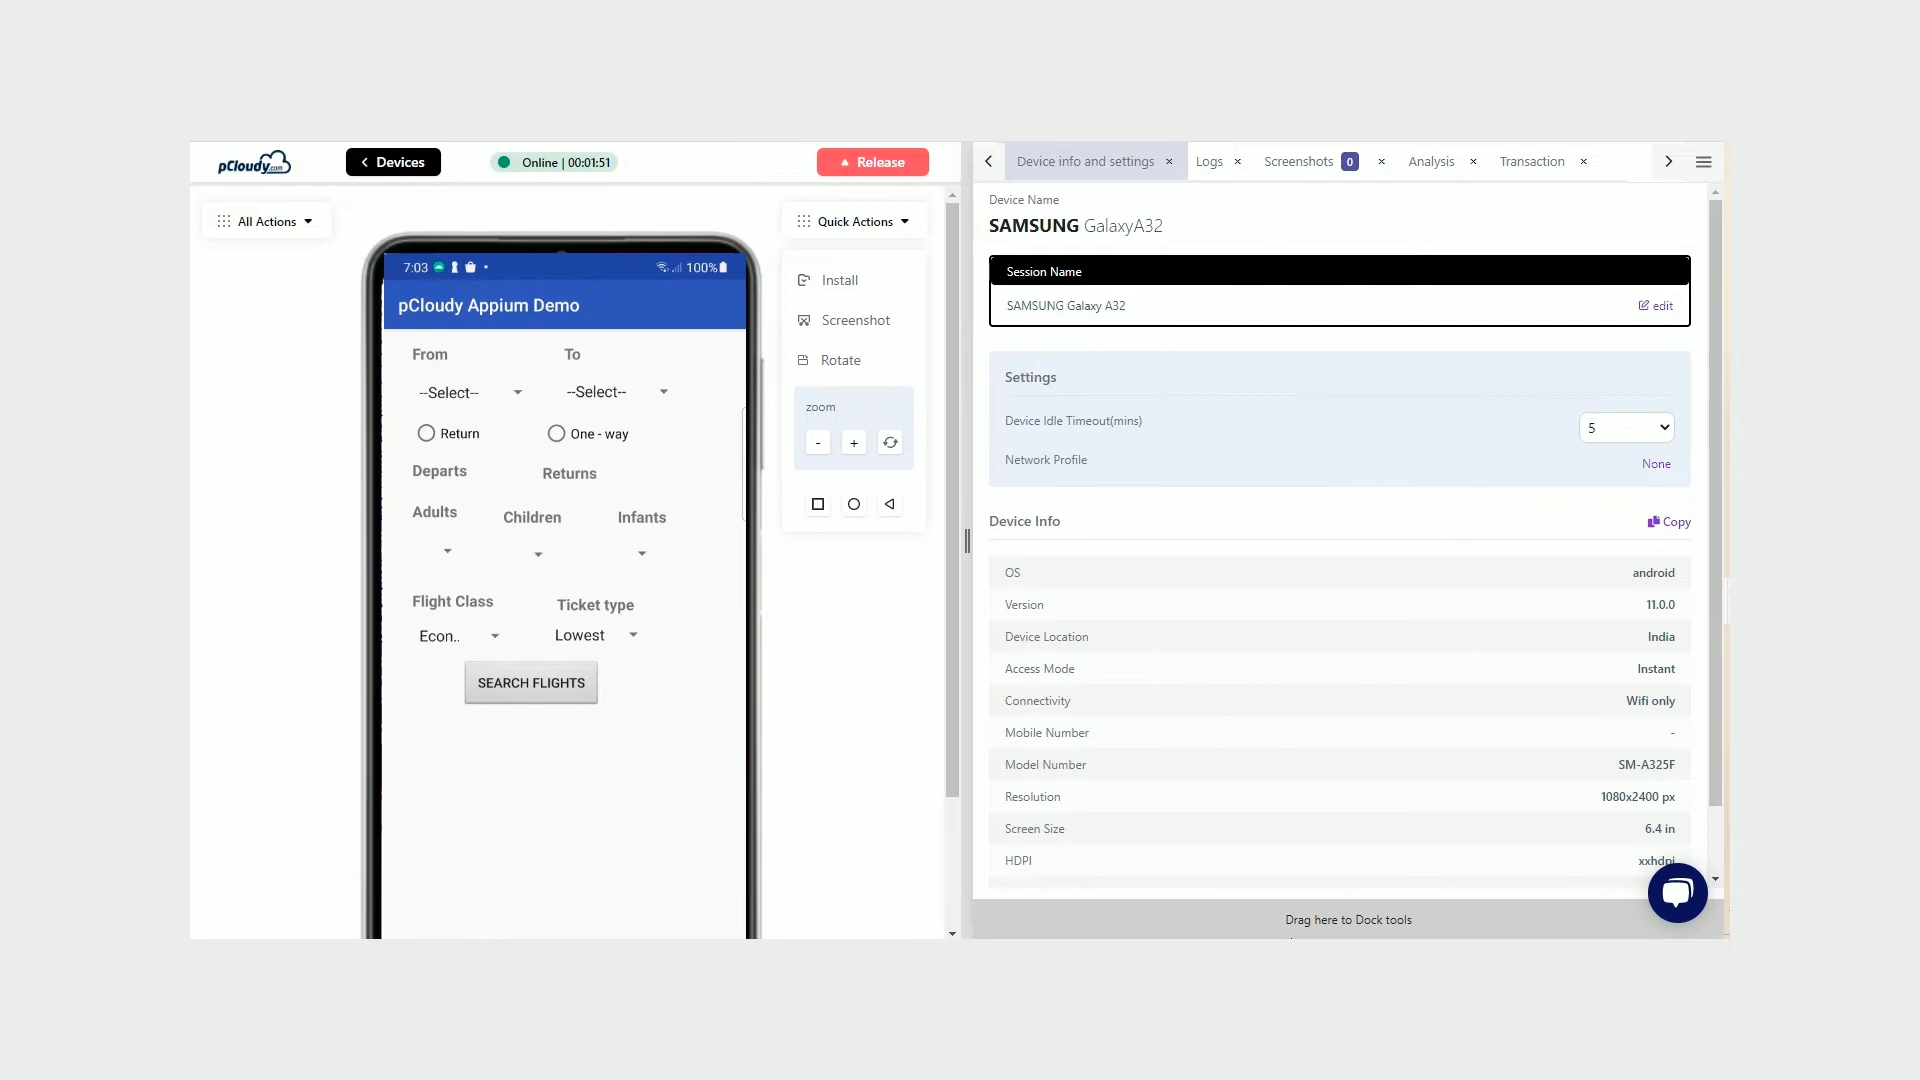 pCloudy.com
Devices
Online | 00:01:51
Release
All Actions
Quick Actions
7:03
100%
pCloudy Appium Demo
From
To
--Select--
--Select--
Return
One - way
Departs
Returns
Adults
Children
Infants
Flight Class
Ticket type
Econ..
Lowest
SEARCH FLIGHTS
Install
Screenshot
Rotate
zoom
-
+
Device info and settings ×
Logs ×
Screenshots 0 ×
Analysis ×
Transaction ×
Device Name
SAMSUNG GalaxyA32
Session Name
SAMSUNG Galaxy A32
edit
Settings
Device Idle Timeout(mins)
5
Network Profile
None
Device Info
Copy
OS
android
Version
11.0.0
Device Location
India
Access Mode
Instant
Connectivity
Wifi only
Mobile Number
-
Model Number
SM-A325F
Resolution
1080x2400 px
Screen Size
6.4 in
HDPI
xxhdpi
Drag here to Dock tools